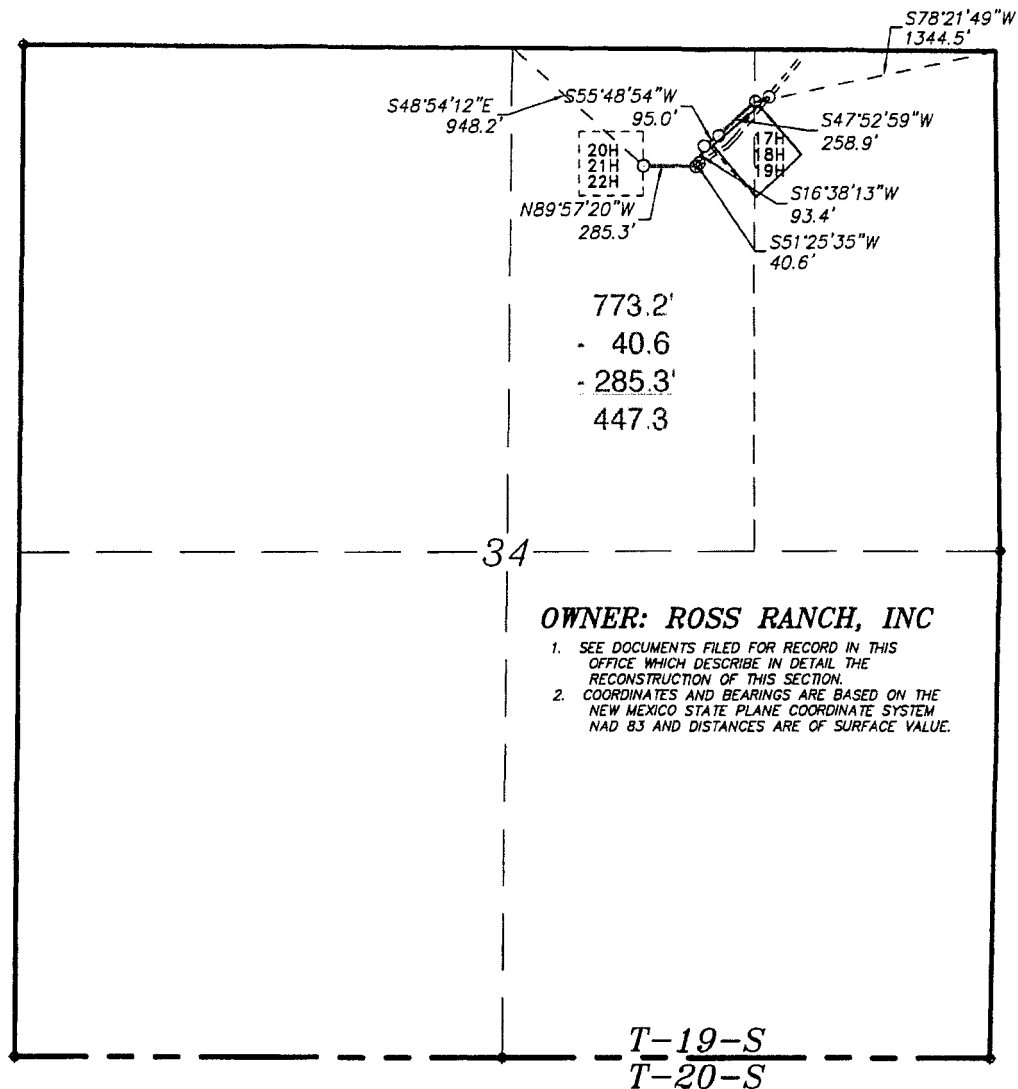 S78°21'49"W
1344.5'
S48°54'12"E
948.2'
S55°48'54"W
95.0'
S47°52'59"W
258.9'
17H
18H
19H
20H
21H
22H
N89°57'20"W
285.3'
S16°38'13"W
93.4'
S51°25'35"W
40.6'
773.2'
- 40.6
- 285.3'
447.3
34
OWNER: ROSS RANCH, INC
1. SEE DOCUMENTS FILED FOR RECORD IN THIS
OFFICE WHICH DESCRIBE IN DETAIL THE
RECONSTRUCTION OF THIS SECTION.
2. COORDINATES AND BEARINGS ARE BASED ON THE
NEW MEXICO STATE PLANE COORDINATE SYSTEM
NAD 83 AND DISTANCES ARE OF SURFACE VALUE.
T-19-S
T-20-S